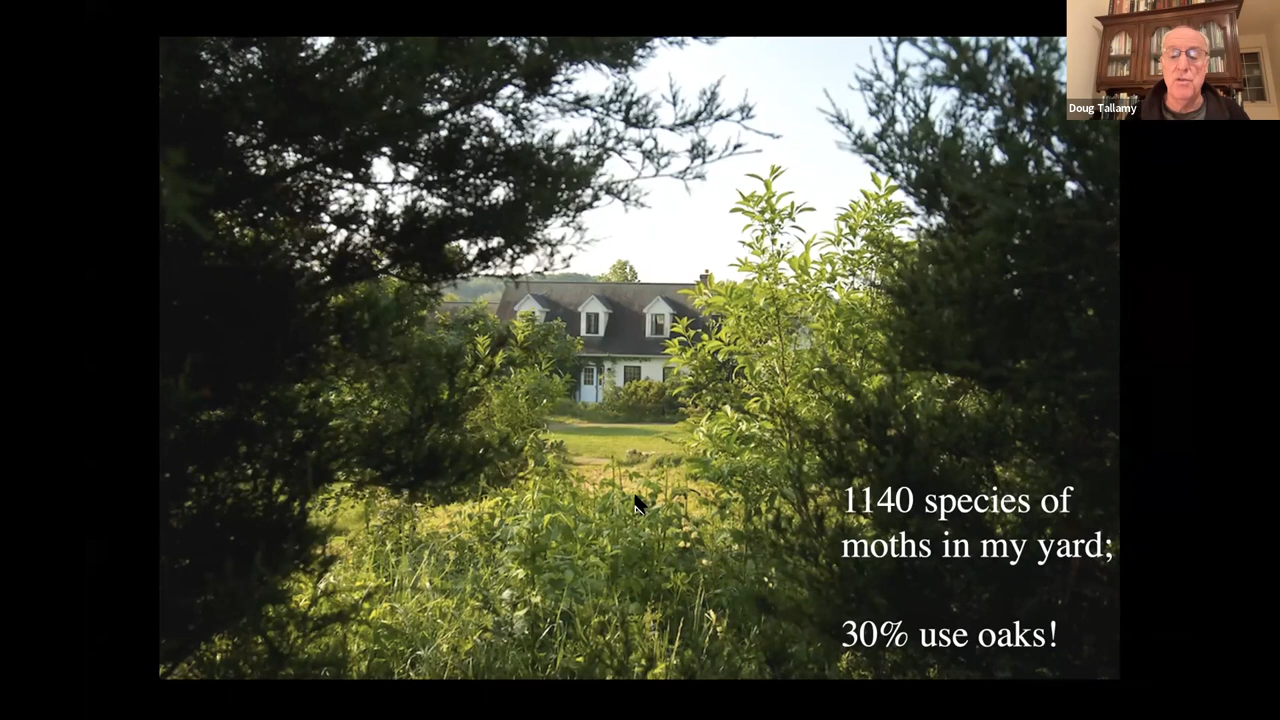 Doug Tallamy
1140 species of
moths in my yard;
30% use oaks!